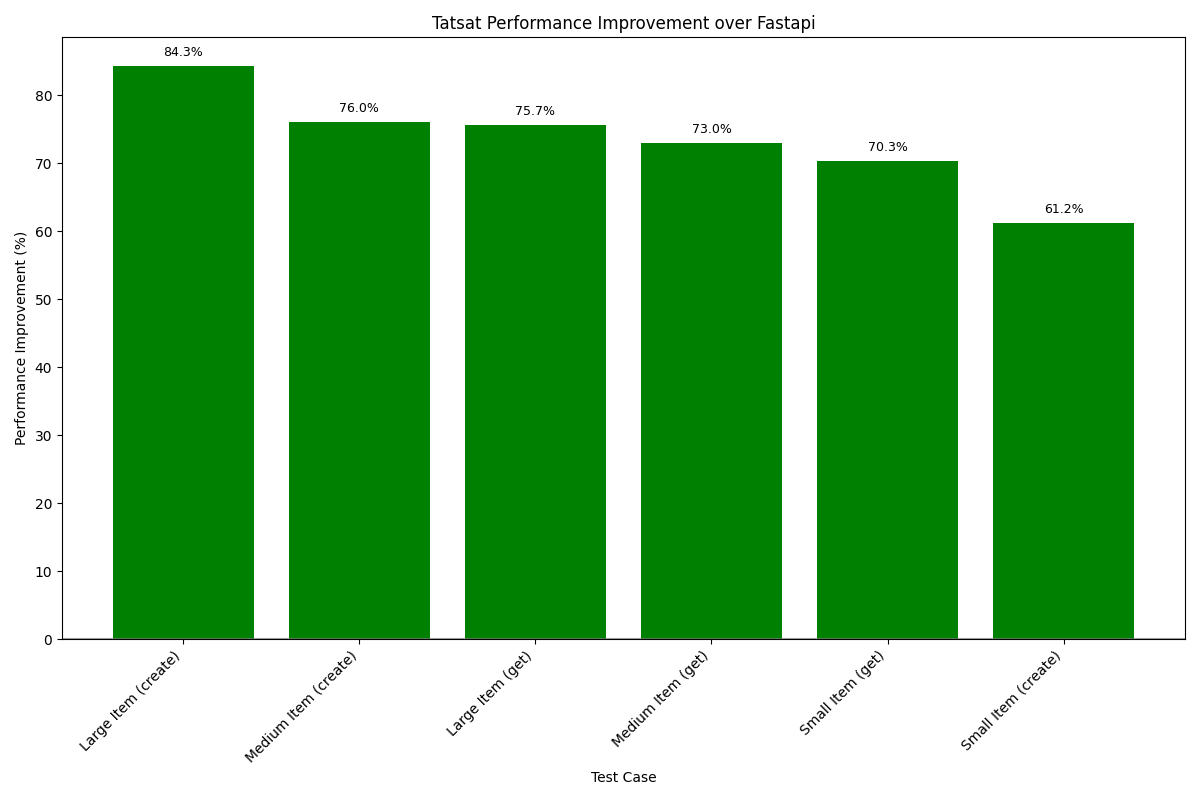 Tatsat Performance Improvement over Fastapi
84.3%
76.0%
75.7%
73.0%
70.3%
61.2%
Performance Improvement (%)
80
70
60
50
40
30
20
10
0
Large Item (create)
Medium Item (create)
Large Item (get)
Medium Item (get)
Small Item (get)
Small Item (create)
Test Case